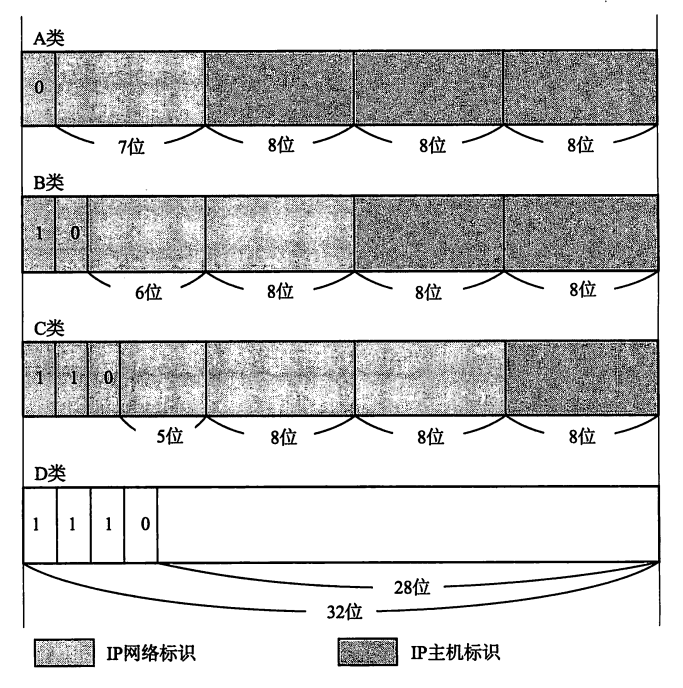 A类
0
7位 8位 8位 8位
B类
1 0
6位 8位 8位 8位
C类
1 1 0
5位 8位 8位 8位
D类
1 1 1 0
28位
32位
IP网络标识 IP主机标识